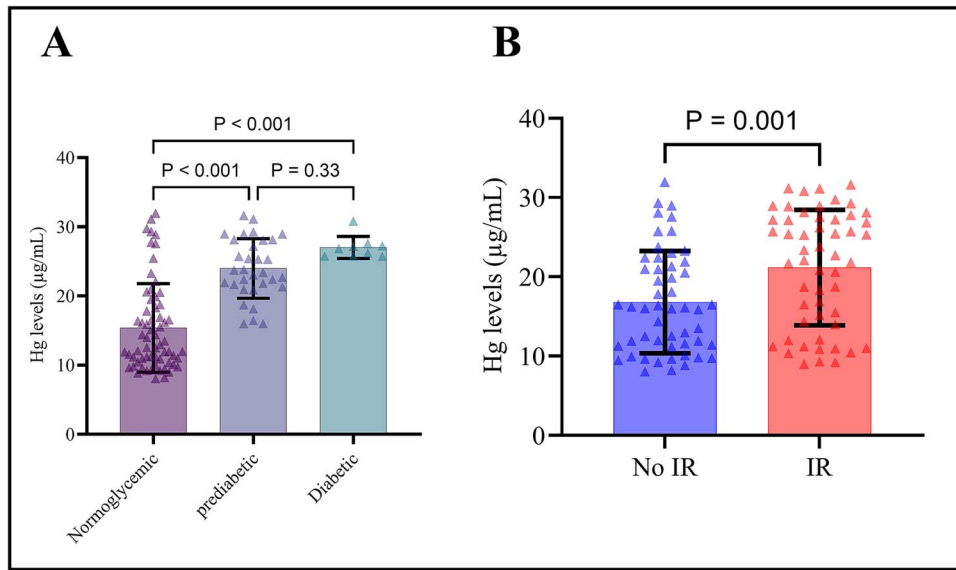 A
P < 0.001
P < 0.001
P = 0.33
Hg levels (µg/mL)
40
30
20
10
0
Normoglycemic
prediabetic
Diabetic
B
P = 0.001
Hg levels (µg/mL)
40
30
20
10
0
No IR
IR